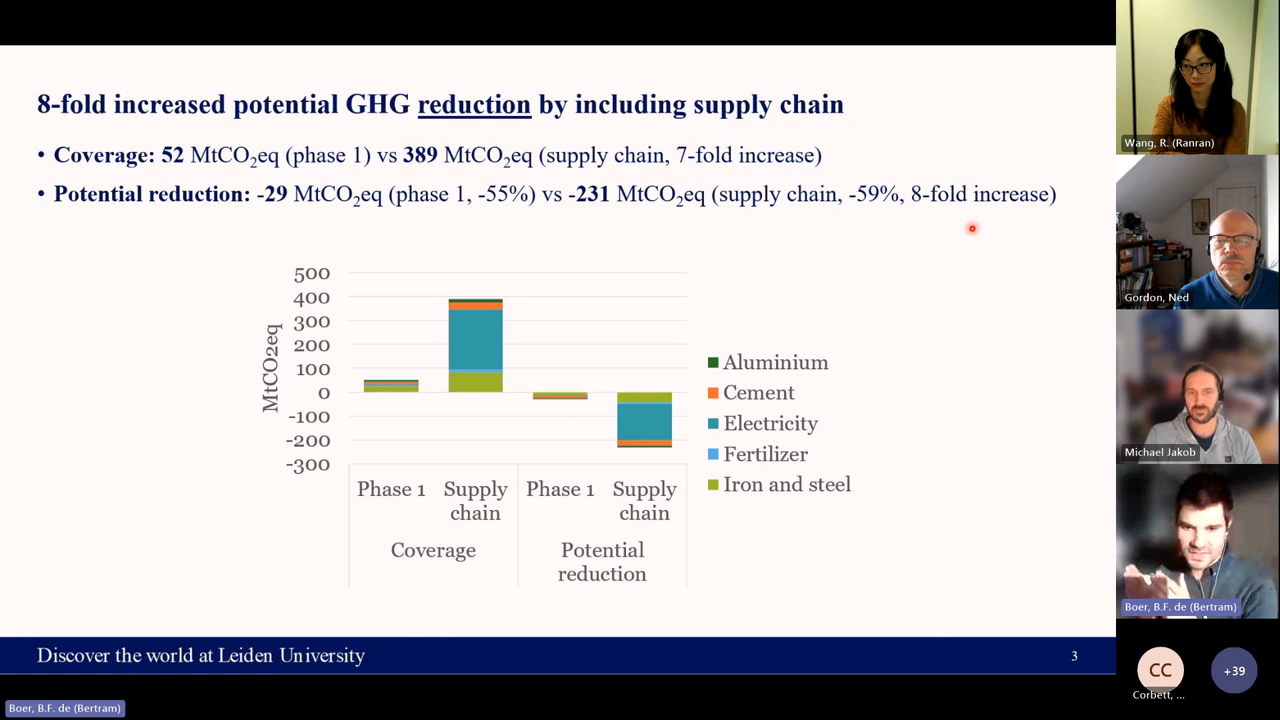 8-fold increased potential GHG reduction by including supply chain
• Coverage: 52 MtCO₂eq (phase 1) vs 389 MtCO₂eq (supply chain, 7-fold increase)
• Potential reduction: -29 MtCO₂eq (phase 1, -55%) vs -231 MtCO₂eq (supply chain, -59%, 8-fold increase)
MtCO2eq
500
400
300
200
100
0
-100
-200
-300
Phase 1
Supply
chain
Phase 1
Supply
chain
Coverage
Potential
reduction
Aluminium
Cement
Electricity
Fertilizer
Iron and steel
Discover the world at Leiden University
3
Boer, B.F. de (Bertram)
Wang, R. (Ranran)
Gordon, Ned
Michael Jakob
Boer, B.F. de (Bertram)
CC
Corbett, ...
+39